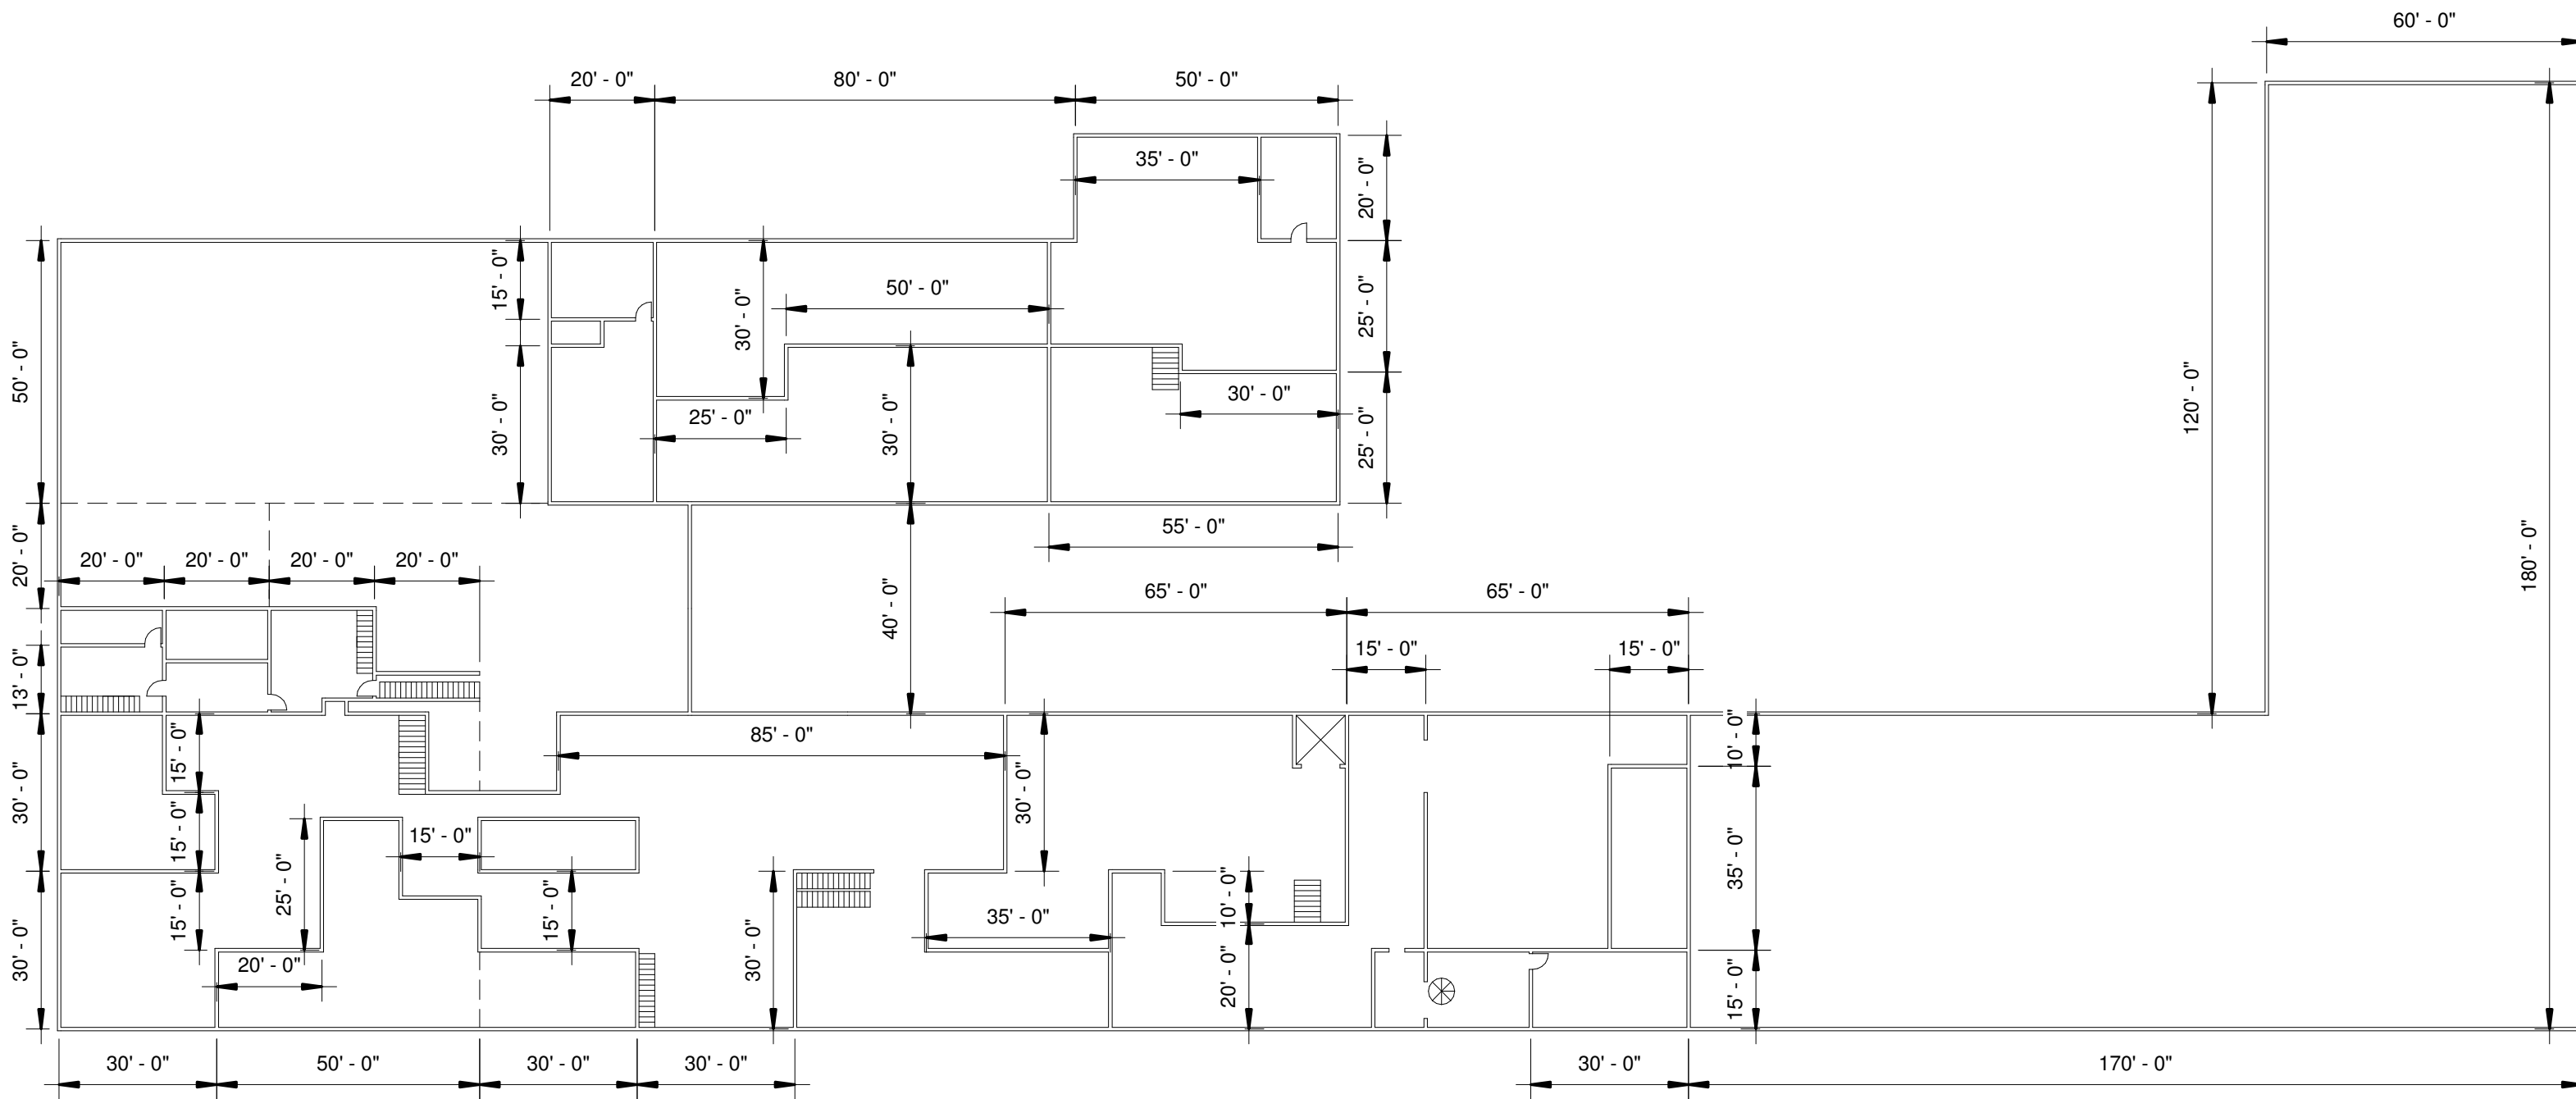 60' - 0"
20' - 0"
80' - 0"
50' - 0"
35' - 0"
20' - 0"
15' - 0"
30' - 0"
50' - 0"
25' - 0"
50' - 0"
120' - 0"
30' - 0"
25' - 0"
30' - 0"
30' - 0"
25' - 0"
55' - 0"
180' - 0"
20' - 0"
20' - 0"
20' - 0"
20' - 0"
20' - 0"
40' - 0"
65' - 0"
65' - 0"
15' - 0"
15' - 0"
13' - 0"
85' - 0"
10' - 0"
15' - 0"
30' - 0"
30' - 0"
15' - 0"
15' - 0"
35' - 0"
25' - 0"
15' - 0"
15' - 0"
10' - 0"
35' - 0"
30' - 0"
30' - 0"
20' - 0"
20' - 0"
15' - 0"
30' - 0"
50' - 0"
30' - 0"
30' - 0"
30' - 0"
170' - 0"